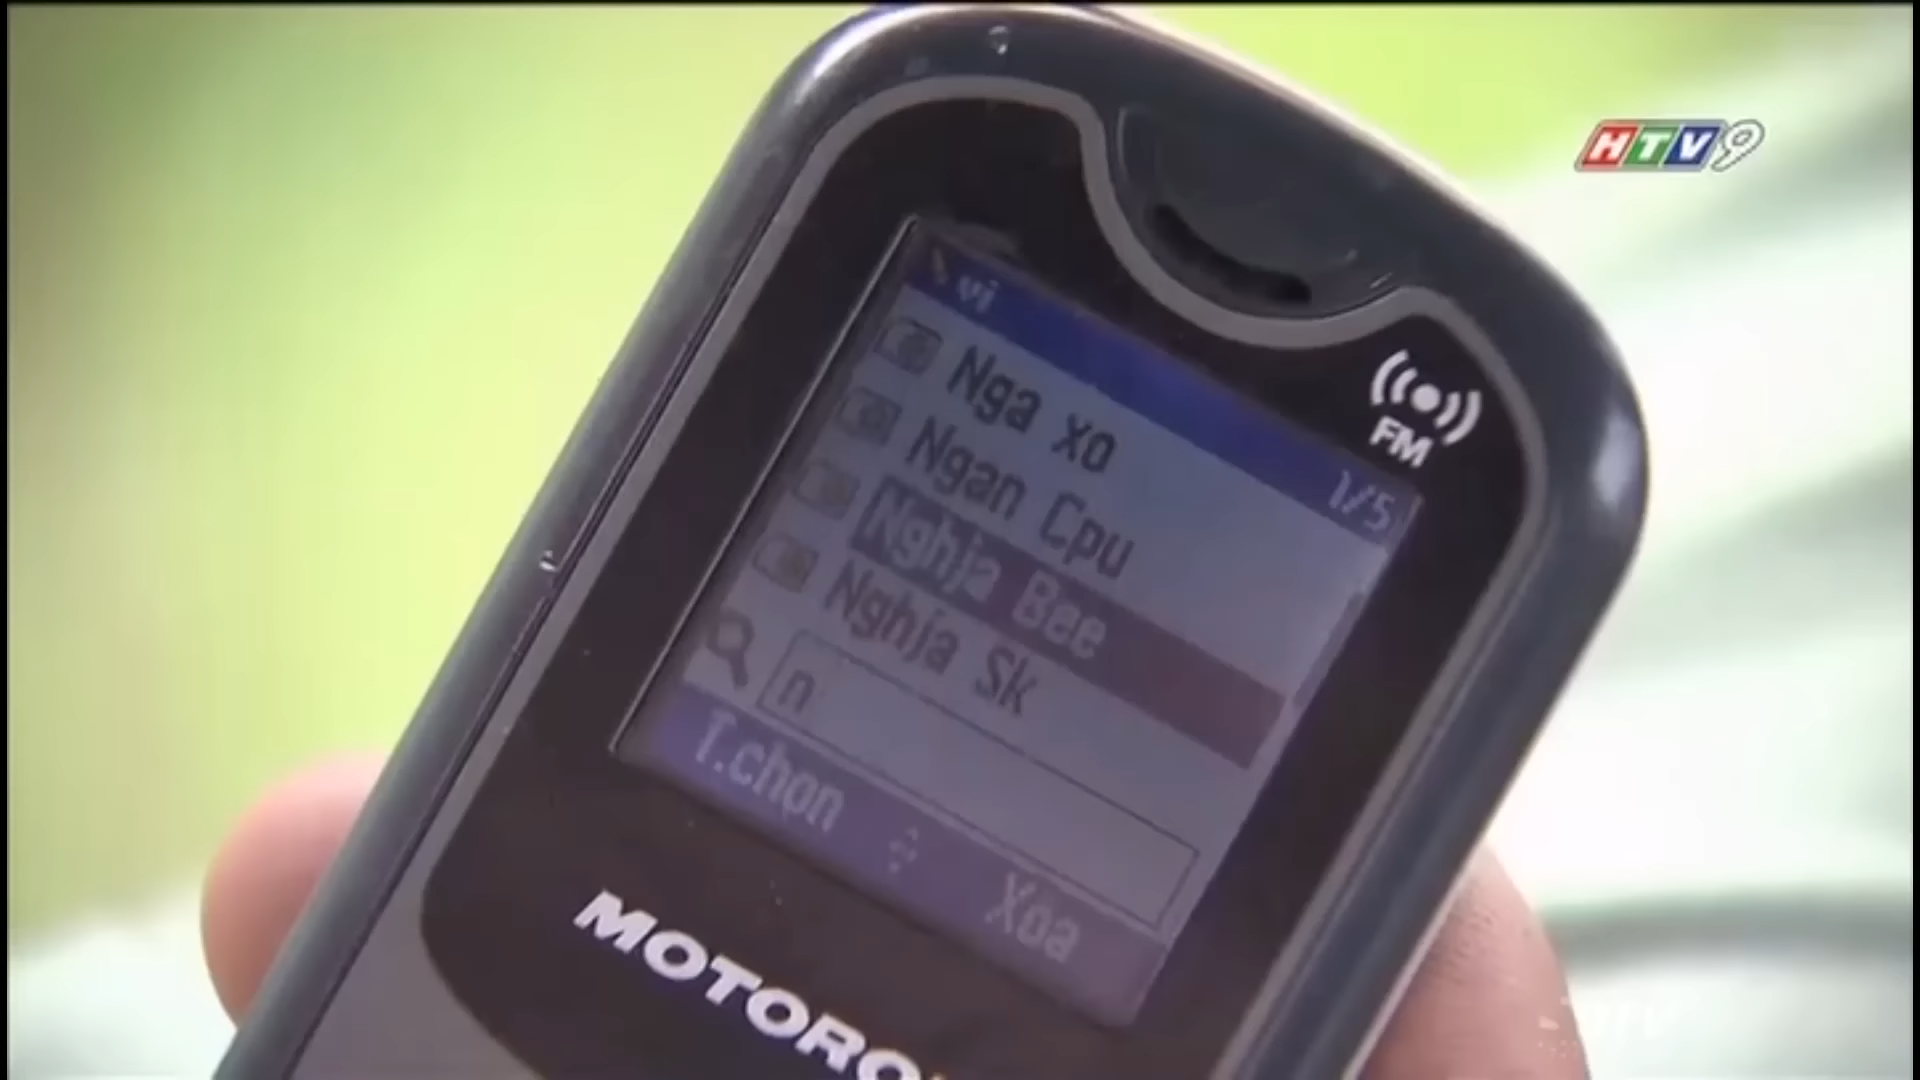 HTV9
vi
1/5
Nga xo
Ngan Cpu
Nghja Bee
Nghja Sk
n
T.chọn
Xoa
FM
MOTORO